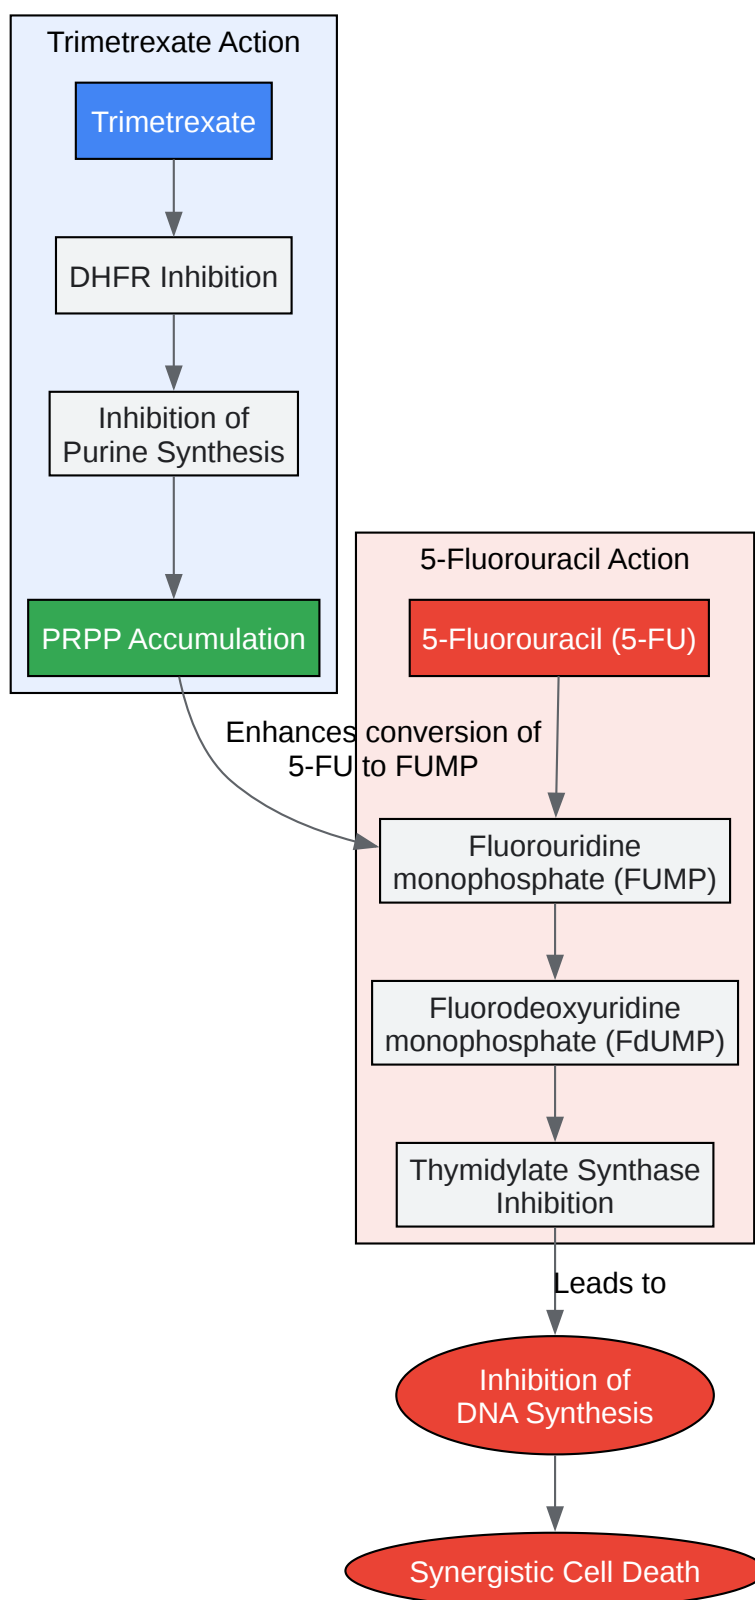 Trimetrexate Action
Trimetrexate
DHFR Inhibition
Inhibition of
Purine Synthesis
PRPP Accumulation
5-Fluorouracil Action
5-Fluorouracil (5-FU)
Enhances conversion of
5-FU to FUMP
Fluorouridine
monophosphate (FUMP)
Fluorodeoxyuridine
monophosphate (FdUMP)
Thymidylate Synthase
Inhibition
Leads to
Inhibition of
DNA Synthesis
Synergistic Cell Death